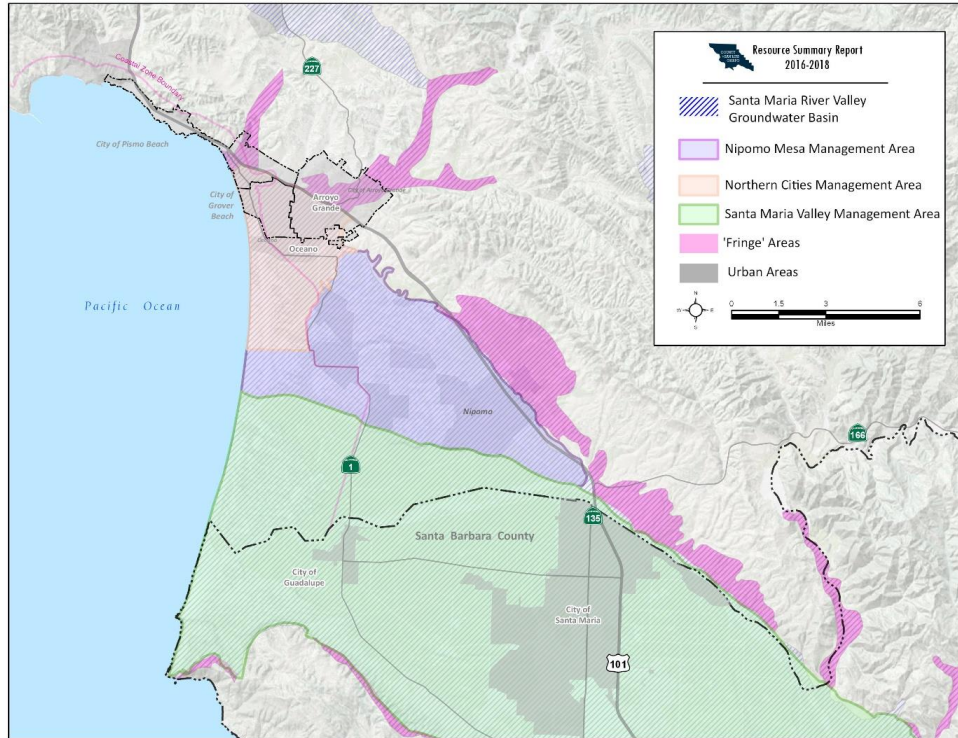 Resource Summary Report
2016-2018
Santa Maria River Valley
Groundwater Basin
Nipomo Mesa Management Area
Northern Cities Management Area
Santa Maria Valley Management Area
'Fringe' Areas
Urban Areas
N
W
E
S
0
1.5
3
6
Miles
227
Coastal Zone Boundary
City of Pismo Beach
City of
Grover
Beach
Arroyo
Grande
Oceano
Pacific Ocean
Nipomo
166
1
135
Santa Barbara County
City of
Guadalupe
City of
Santa Maria
101